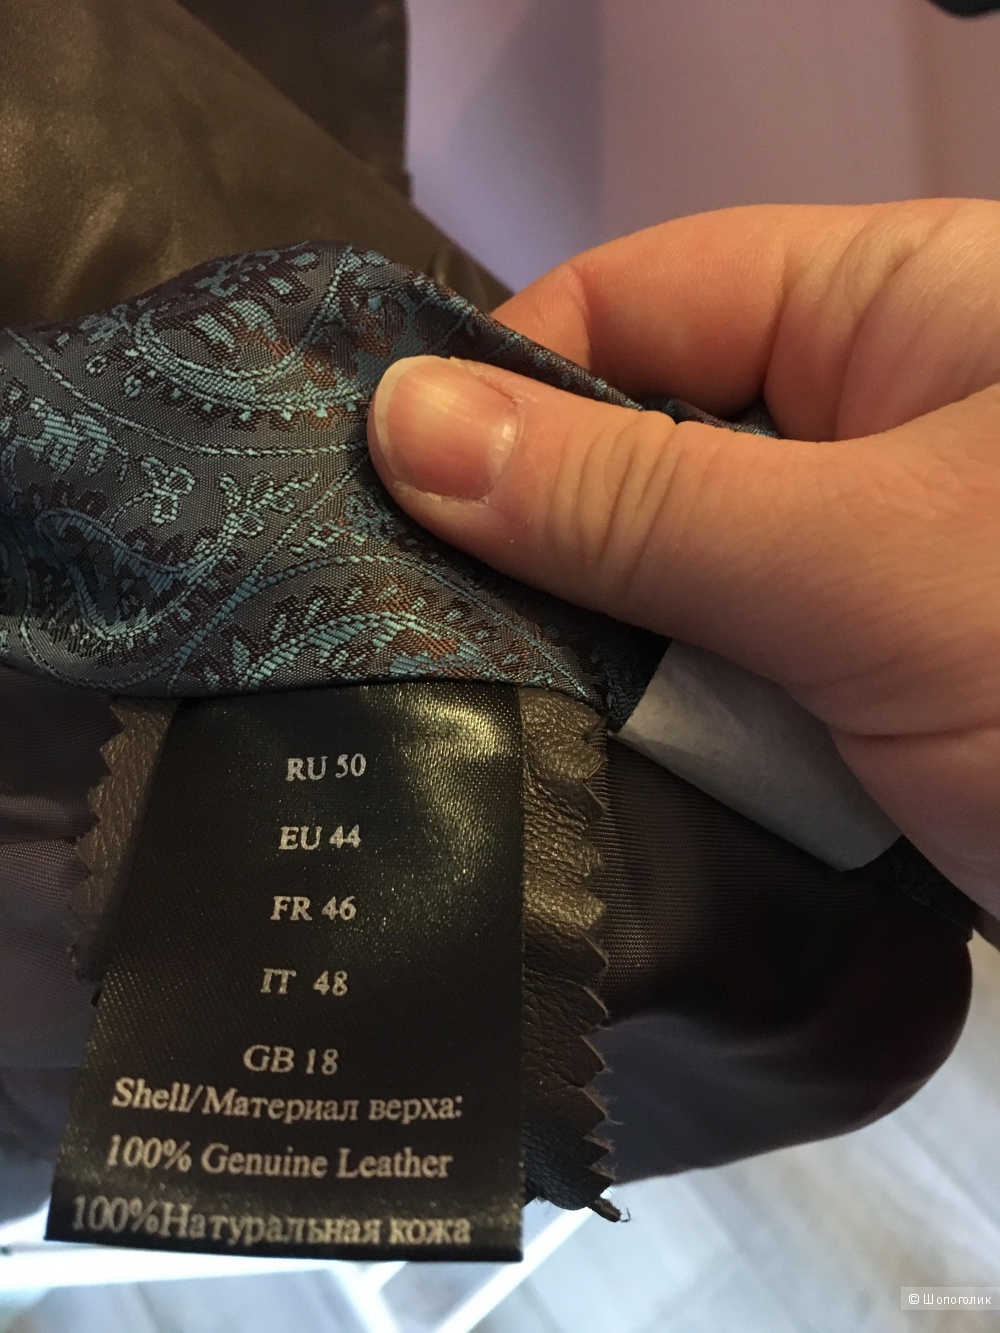 RU 50
EU 44
FR 46
IT 48
GB 18
Shell/Материал верха:
100% Genuine Leather
100%Натуральная кожа
© Шопоголик